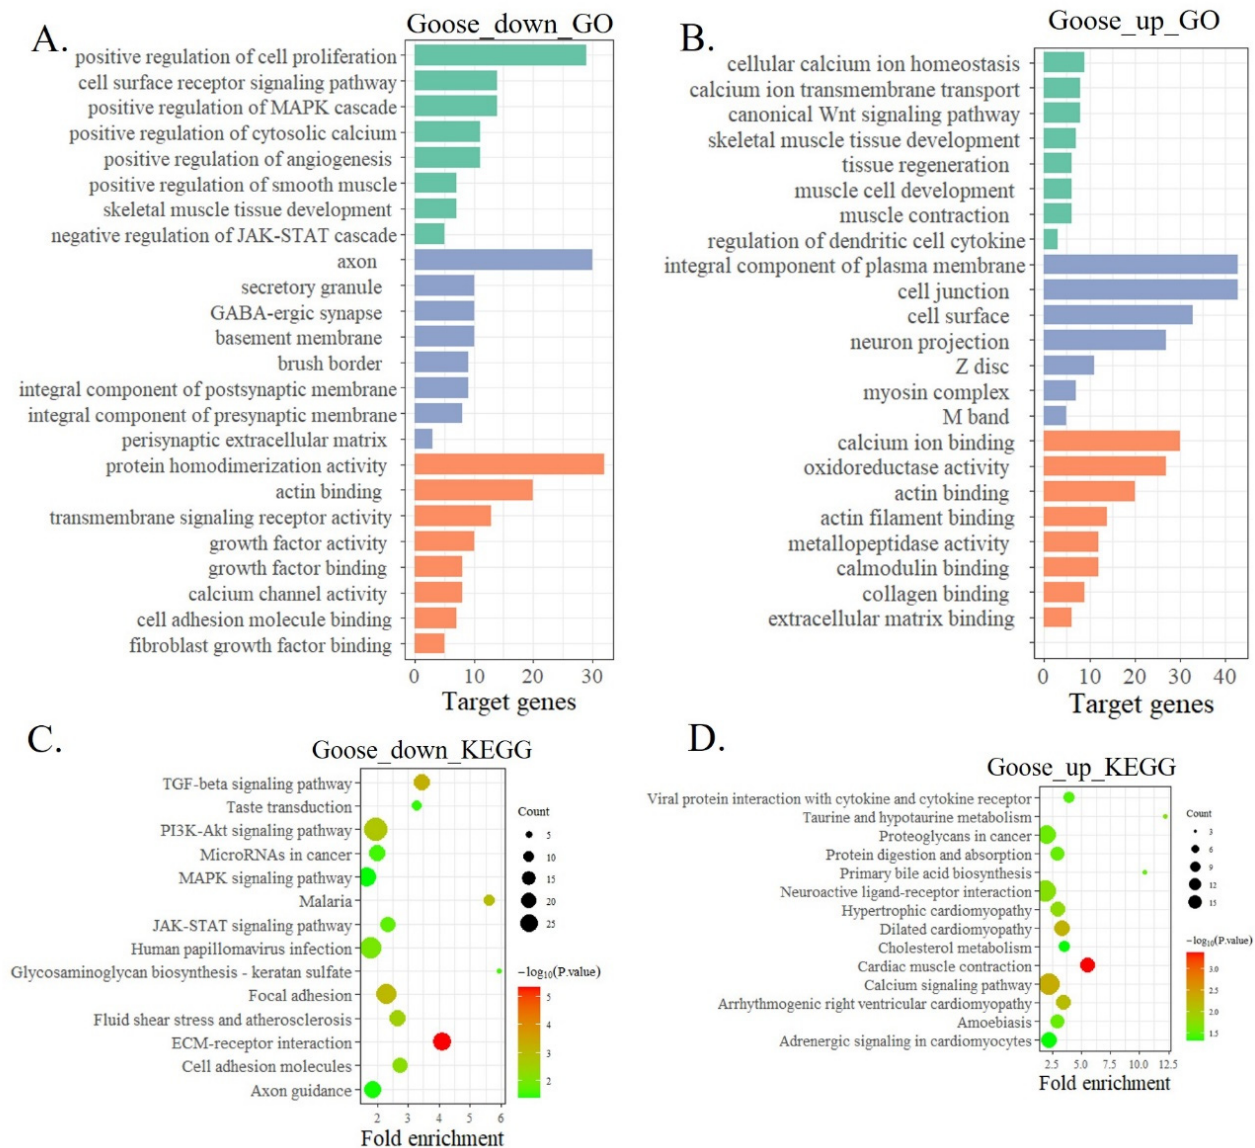 A.
Goose_down_GO
positive regulation of cell proliferation
cell surface receptor signaling pathway
positive regulation of MAPK cascade
positive regulation of cytosolic calcium
positive regulation of angiogenesis
positive regulation of smooth muscle
skeletal muscle tissue development
negative regulation of JAK-STAT cascade
axon
secretory granule
GABA-ergic synapse
basement membrane
brush border
integral component of postsynaptic membrane
integral component of presynaptic membrane
perisynaptic extracellular matrix
protein homodimerization activity
actin binding
transmembrane signaling receptor activity
growth factor activity
growth factor binding
calcium channel activity
cell adhesion molecule binding
fibroblast growth factor binding
0 10 20 30
Target genes
B.
Goose_up_GO
cellular calcium ion homeostasis
calcium ion transmembrane transport
canonical Wnt signaling pathway
skeletal muscle tissue development
tissue regeneration
muscle cell development
muscle contraction
regulation of dendritic cell cytokine
integral component of plasma membrane
cell junction
cell surface
neuron projection
Z disc
myosin complex
M band
calcium ion binding
oxidoreductase activity
actin binding
actin filament binding
metallopeptidase activity
calmodulin binding
collagen binding
extracellular matrix binding
0 10 20 30 40
Target genes
C.
Goose_down_KEGG
TGF-beta signaling pathway
Taste transduction
PI3K-Akt signaling pathway
MicroRNAs in cancer
MAPK signaling pathway
Malaria
JAK-STAT signaling pathway
Human papillomavirus infection
Glycosaminoglycan biosynthesis - keratan sulfate
Focal adhesion
Fluid shear stress and atherosclerosis
ECM-receptor interaction
Cell adhesion molecules
Axon guidance
2 3 4 5 6
Fold enrichment
Count
5
10
15
20
25
−log10(P.value)
5
4
3
2
D.
Goose_up_KEGG
Viral protein interaction with cytokine and cytokine receptor
Taurine and hypotaurine metabolism
Proteoglycans in cancer
Protein digestion and absorption
Primary bile acid biosynthesis
Neuroactive ligand-receptor interaction
Hypertrophic cardiomyopathy
Dilated cardiomyopathy
Cholesterol metabolism
Cardiac muscle contraction
Calcium signaling pathway
Arrhythmogenic right ventricular cardiomyopathy
Amoebiasis
Adrenergic signaling in cardiomyocytes
2.5 5.0 7.5 10.0 12.5
Fold enrichment
Count
3
6
9
12
15
−log10(P.value)
3.0
2.5
2.0
1.5